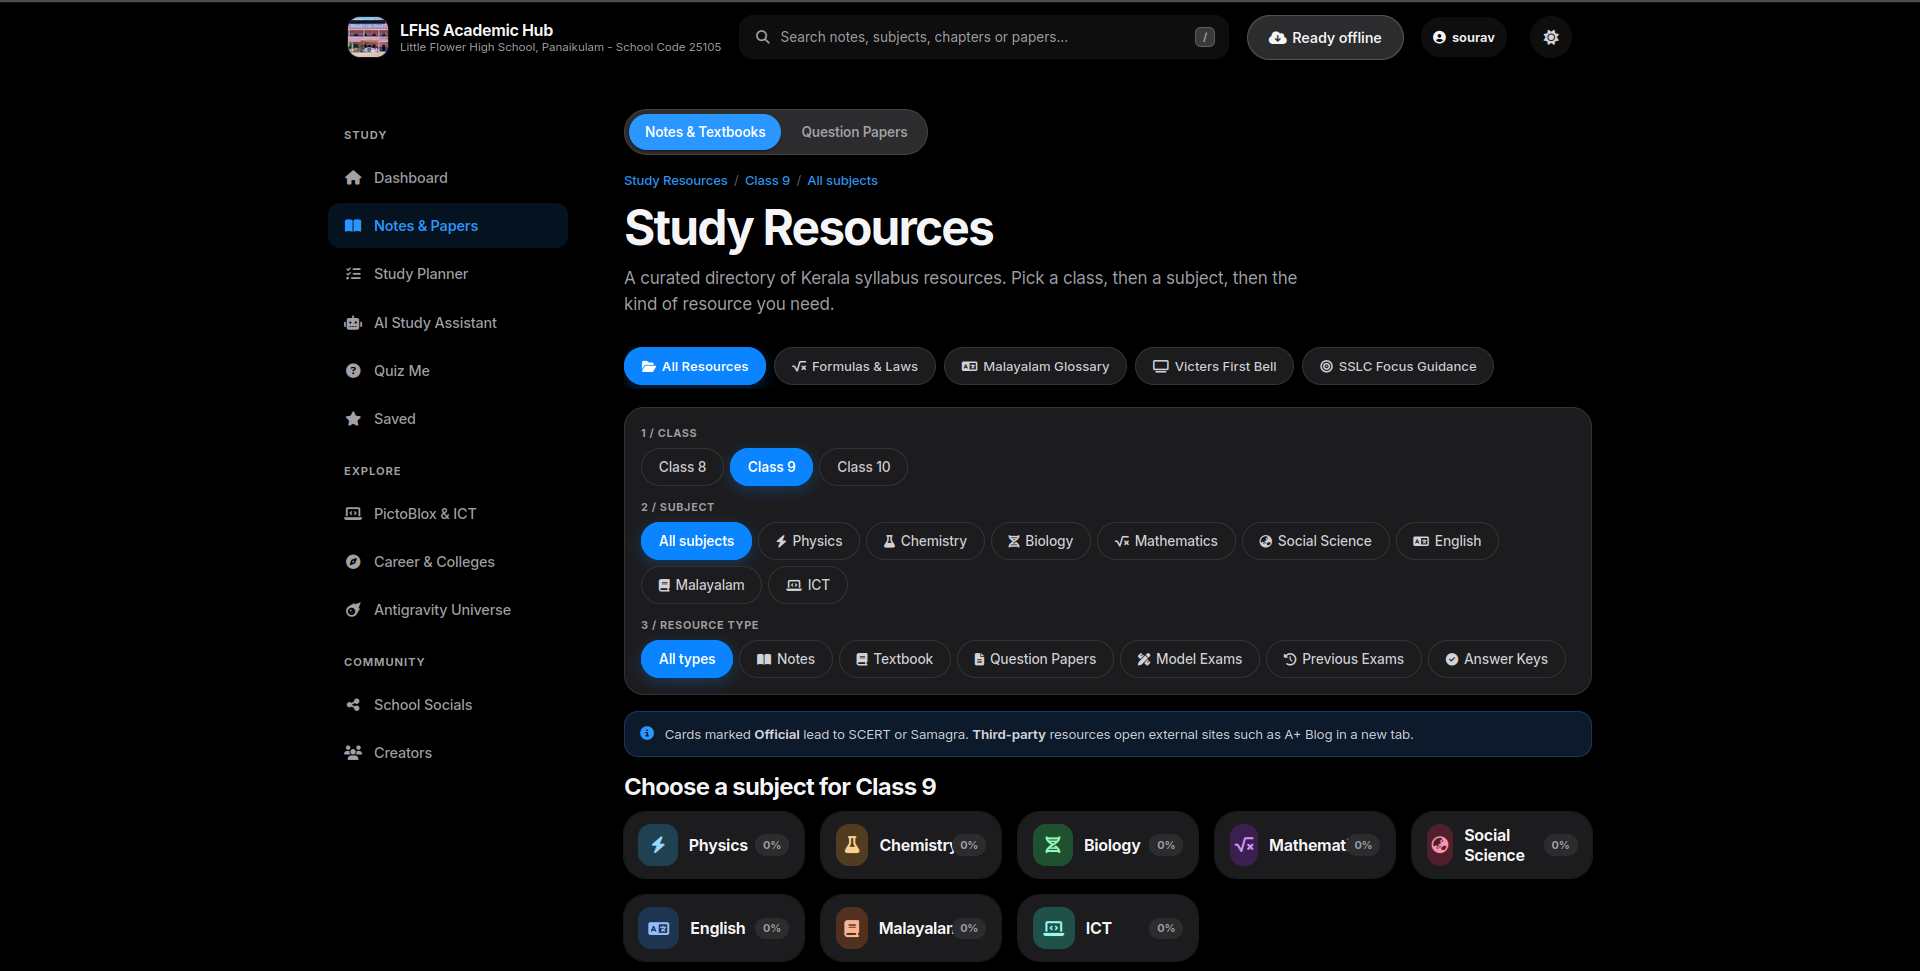 LFHS Academic Hub
Little Flower High School, Panaikulam - School Code 25105
Search notes, subjects, chapters or papers...
/
Ready offline
sourav
STUDY
Dashboard
Notes & Papers
Study Planner
AI Study Assistant
Quiz Me
Saved
EXPLORE
PictoBlox & ICT
Career & Colleges
Antigravity Universe
COMMUNITY
School Socials
Creators
Notes & Textbooks
Question Papers
Study Resources / Class 9 / All subjects
Study Resources
A curated directory of Kerala syllabus resources. Pick a class, then a subject, then the
kind of resource you need.
All Resources
Formulas & Laws
Malayalam Glossary
Victers First Bell
SSLC Focus Guidance
1 / CLASS
Class 8
Class 9
Class 10
2 / SUBJECT
All subjects
Physics
Chemistry
Biology
Mathematics
Social Science
English
Malayalam
ICT
3 / RESOURCE TYPE
All types
Notes
Textbook
Question Papers
Model Exams
Previous Exams
Answer Keys
Cards marked Official lead to SCERT or Samagra. Third-party resources open external sites such as A+ Blog in a new tab.
Choose a subject for Class 9
Physics 0%
Chemistry 0%
Biology 0%
Mathemat 0%
Social
Science 0%
English 0%
Malayalar 0%
ICT 0%